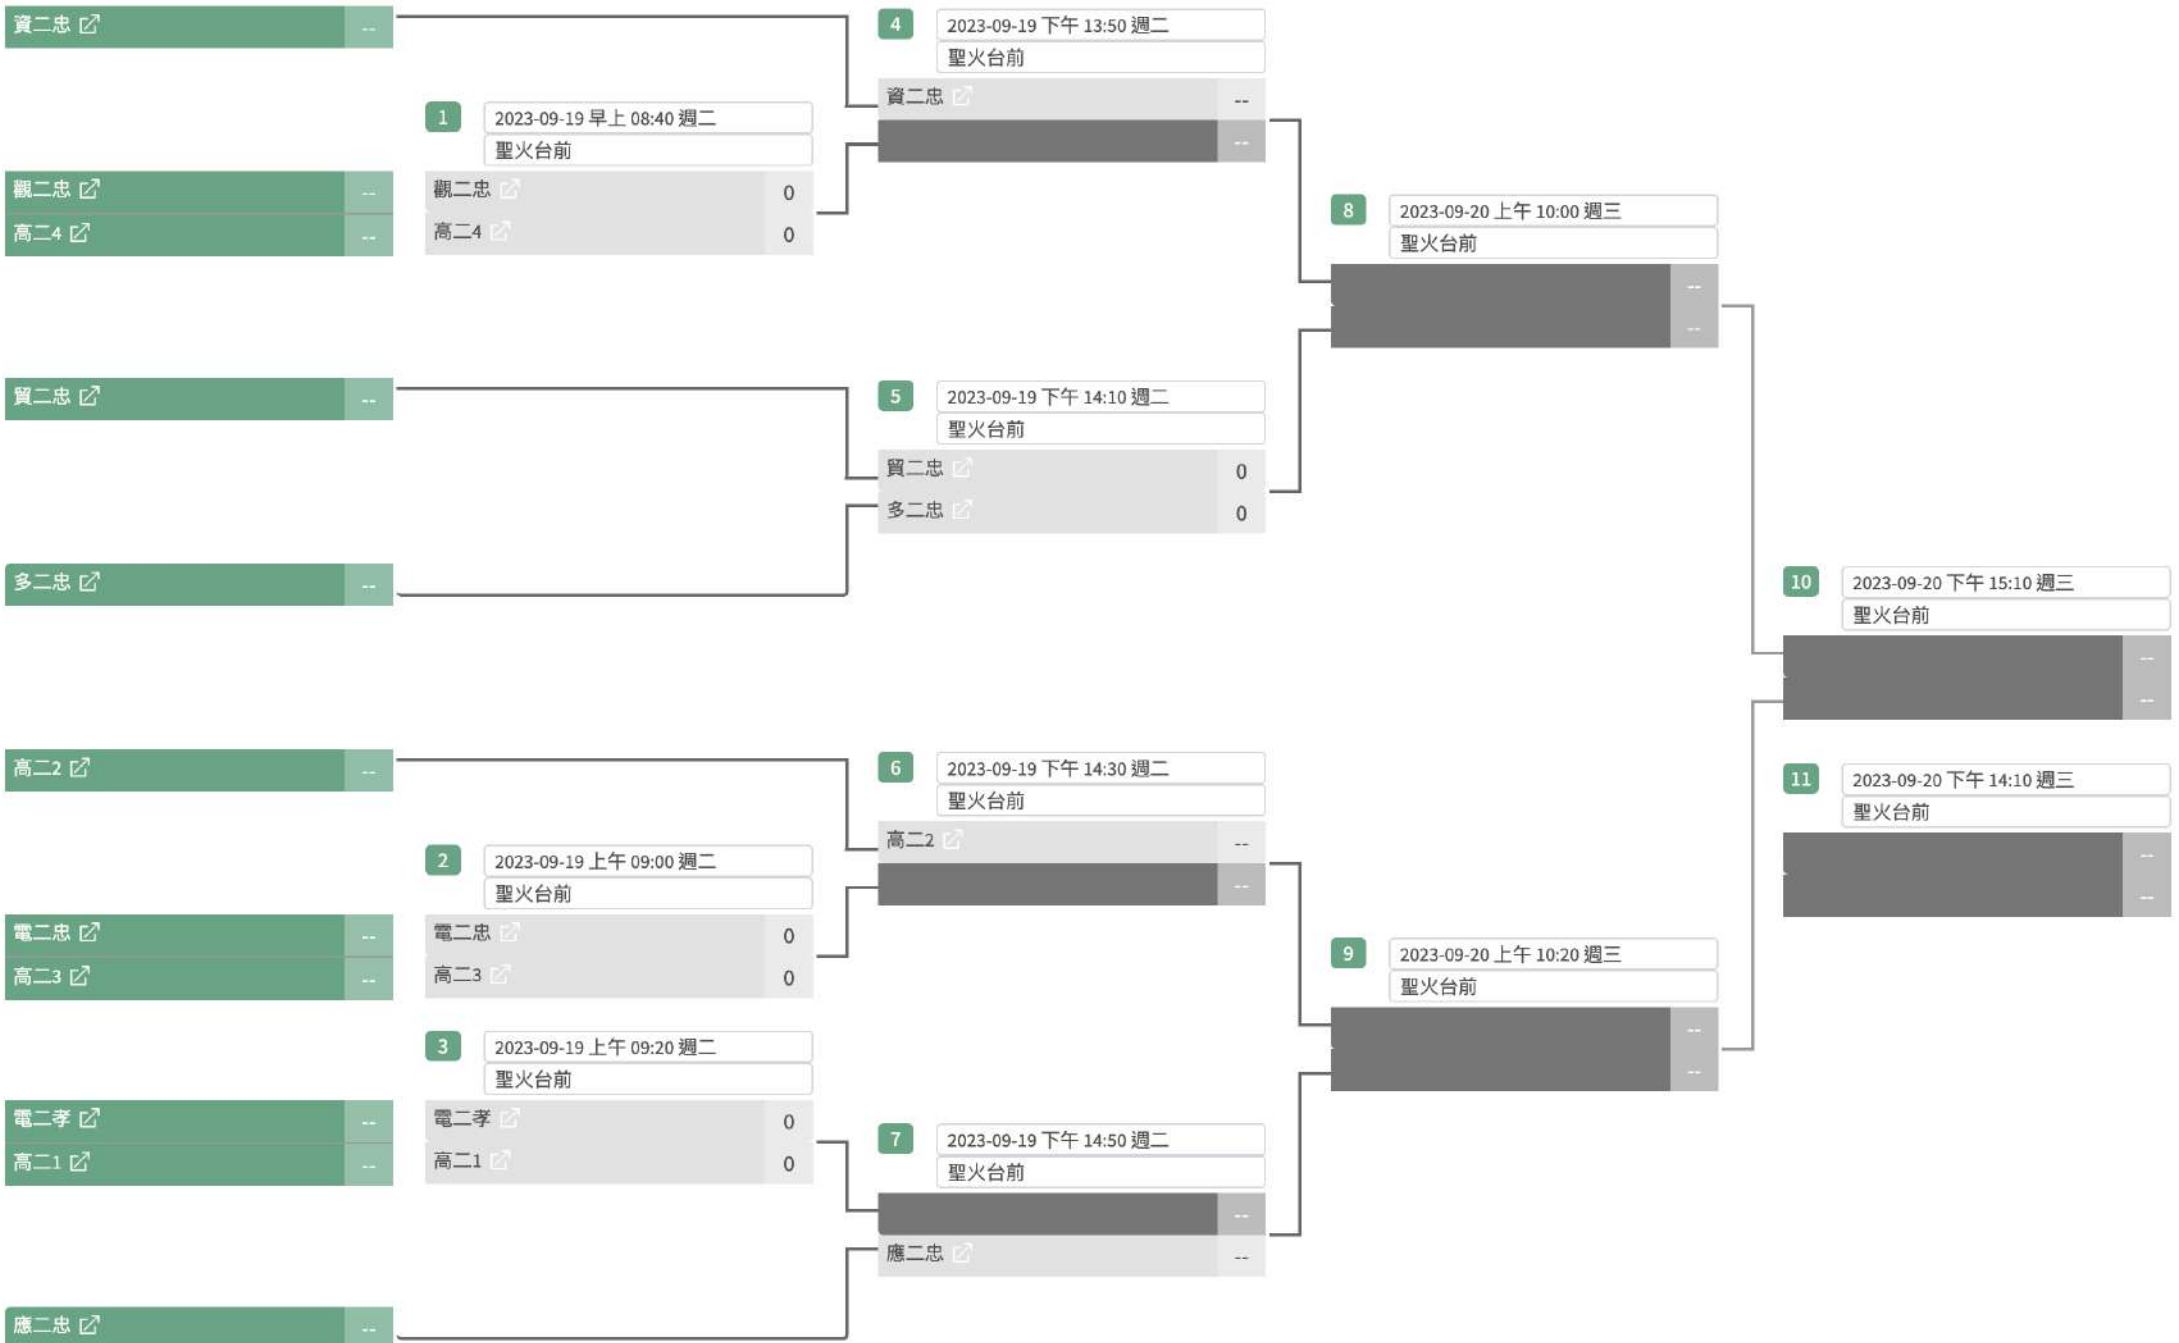 資二忠 --
觀二忠 --
高二4 --
貿二忠 --
多二忠 --
高二2 --
電二忠 --
高二3 --
電二孝 --
高二1 --
應二忠 --
1 2023-09-19 早上 08:40 週二
聖火台前
觀二忠 0
高二4 0
2 2023-09-19 上午 09:00 週二
聖火台前
電二忠 0
高二3 0
3 2023-09-19 上午 09:20 週二
聖火台前
電二孝 0
高二1 0
4 2023-09-19 下午 13:50 週二
聖火台前
資二忠 --
--
5 2023-09-19 下午 14:10 週二
聖火台前
貿二忠 0
多二忠 0
6 2023-09-19 下午 14:30 週二
聖火台前
高二2 --
--
7 2023-09-19 下午 14:50 週二
聖火台前
--
應二忠 --
8 2023-09-20 上午 10:00 週三
聖火台前
--
--
9 2023-09-20 上午 10:20 週三
聖火台前
--
--
10 2023-09-20 下午 15:10 週三
聖火台前
--
--
11 2023-09-20 下午 14:10 週三
聖火台前
--
--